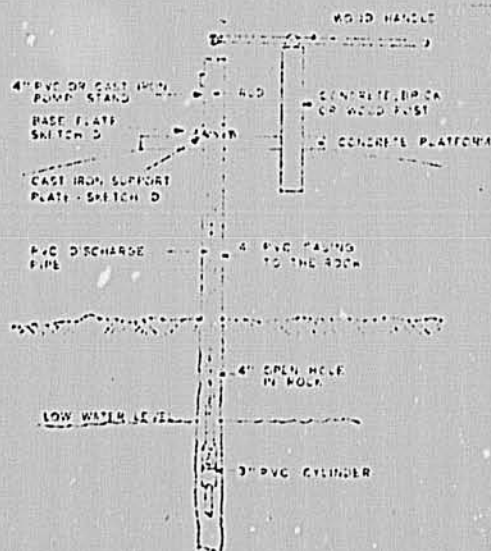 WOOD HANDLE
4" PVC OR CAST IRON
PUMP STAND
ROD
CONCRETE, BRICK
OR WOOD POST
BASE PLATE
SKETCH D
CONCRETE PLATFORM
CAST IRON SUPPORT
PLATE - SKETCH D
PVC DISCHARGE
PIPE
4" PVC CASING
TO THE ROCK
4" OPEN HOLE
IN ROCK
LOW WATER LEVEL
3" PVC CYLINDER